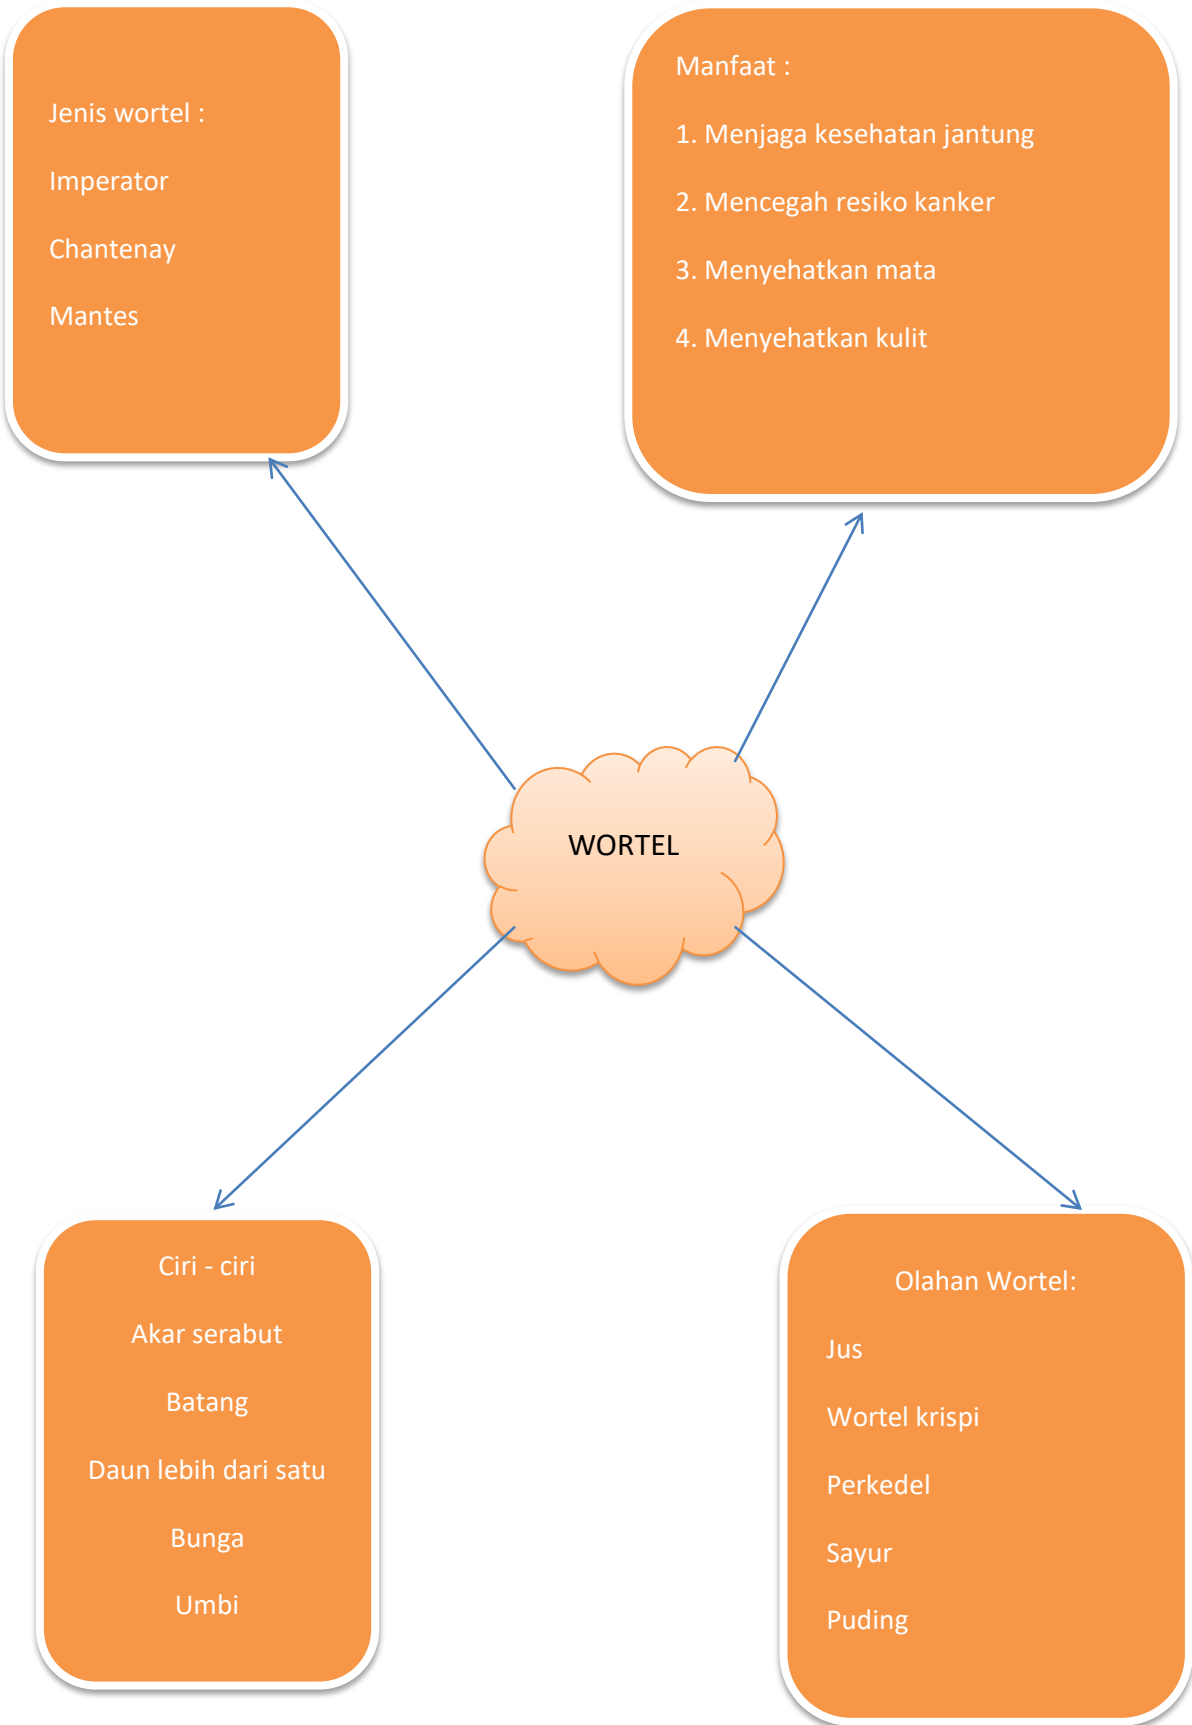 Jenis wortel :
Imperator
Chantenay
Mantes
Manfaat :
1. Menjaga kesehatan jantung
2. Mencegah resiko kanker
3. Menyehatkan mata
4. Menyehatkan kulit
WORTEL
Ciri - ciri
Akar serabut
Batang
Daun lebih dari satu
Bunga
Umbi
Olahan Wortel:
Jus
Wortel krispi
Perkedel
Sayur
Puding